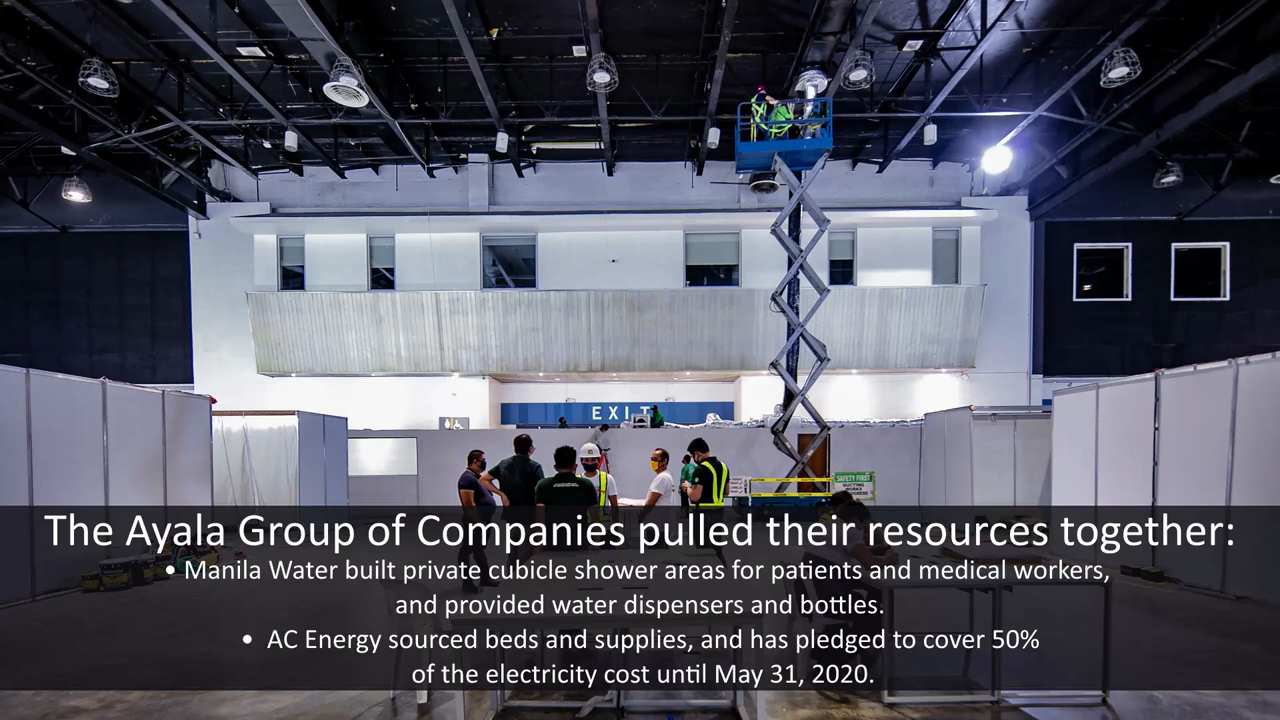 EXIT
SAFETY FIRST
The Ayala Group of Companies pulled their resources together:
• Manila Water built private cubicle shower areas for patients and medical workers,
and provided water dispensers and bottles.
• AC Energy sourced beds and supplies, and has pledged to cover 50%
of the electricity cost until May 31, 2020.